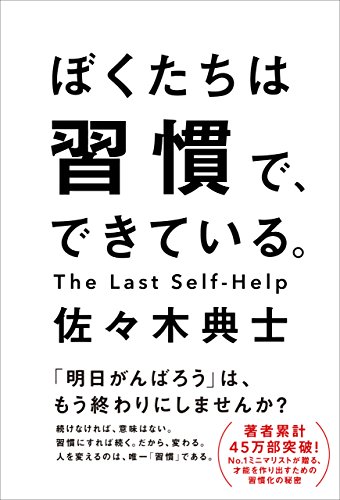 ぼくたちは
習慣で、
できている。
The Last Self-Help
佐々木典士
「明日がんばろう」は、
もう終わりにしませんか?
続けなければ、意味はない。
習慣にすれば続く。だから、変わる。
人を変えるのは、唯一「習慣」である。
著者累計
45万部突破!
No.1ミニマリストが贈る、
才能を作り出すための
習慣化の秘密